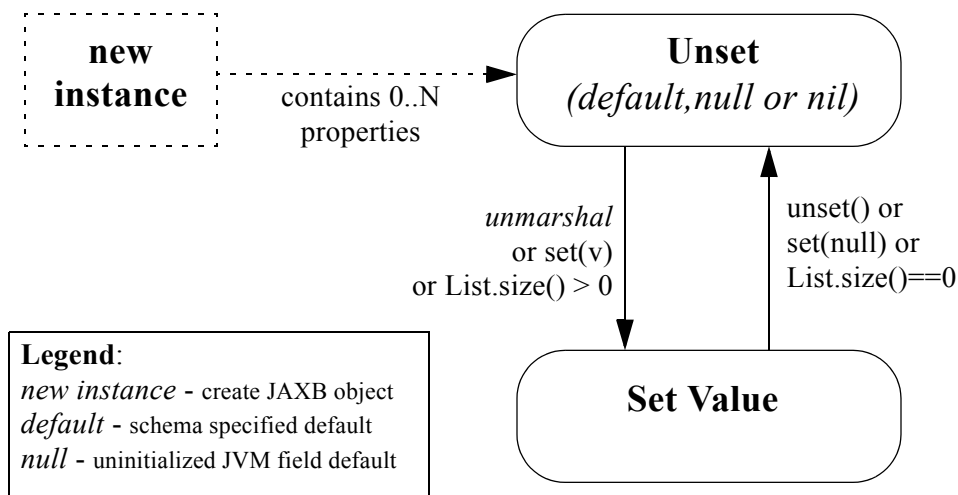 new
instance
contains 0..N
properties
Unset
(default,null or nil)
unmarshal
or set(v)
or List.size() > 0
unset() or
set(null) or
List.size()==0
Set Value
Legend:
new instance - create JAXB object
default - schema specified default
null - uninitialized JVM field default